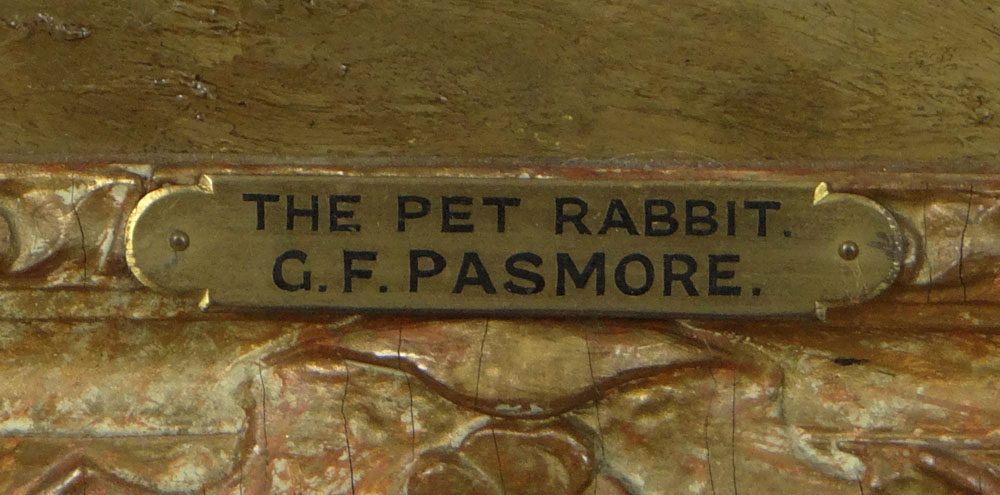 THE PET RABBIT.
G. F. PASMORE.